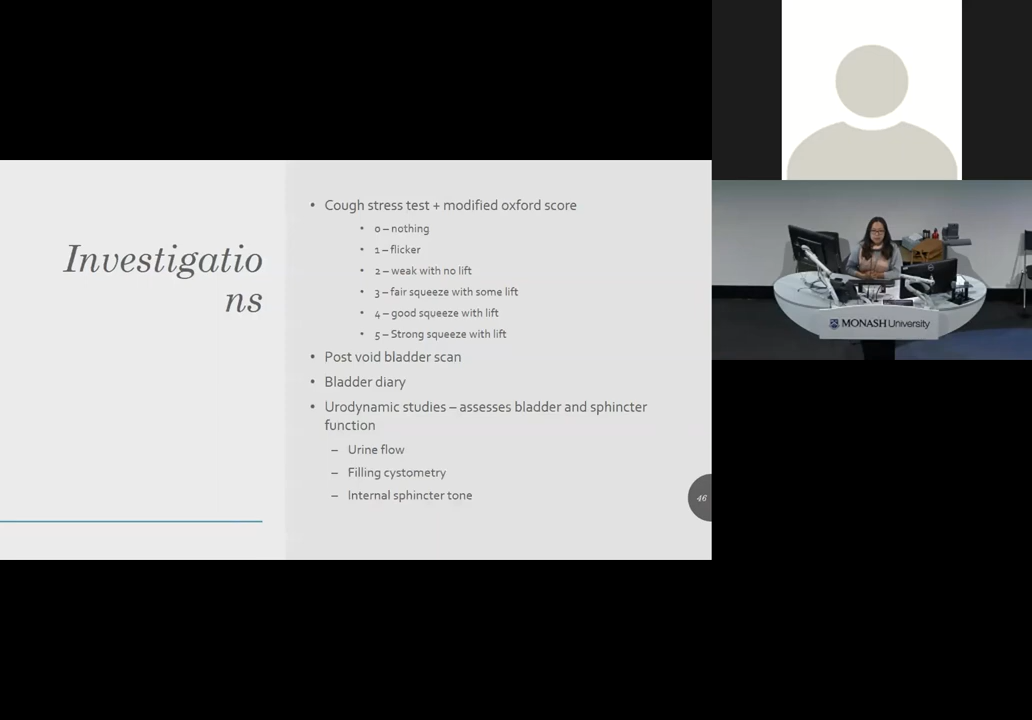 Investigatio
ns
• Cough stress test + modified oxford score
• 0 – nothing
• 1 – flicker
• 2 – weak with no lift
• 3 – fair squeeze with some lift
• 4 – good squeeze with lift
• 5 – Strong squeeze with lift
• Post void bladder scan
• Bladder diary
• Urodynamic studies – assesses bladder and sphincter
function
– Urine flow
– Filling cystometry
– Internal sphincter tone
46
MONASH University